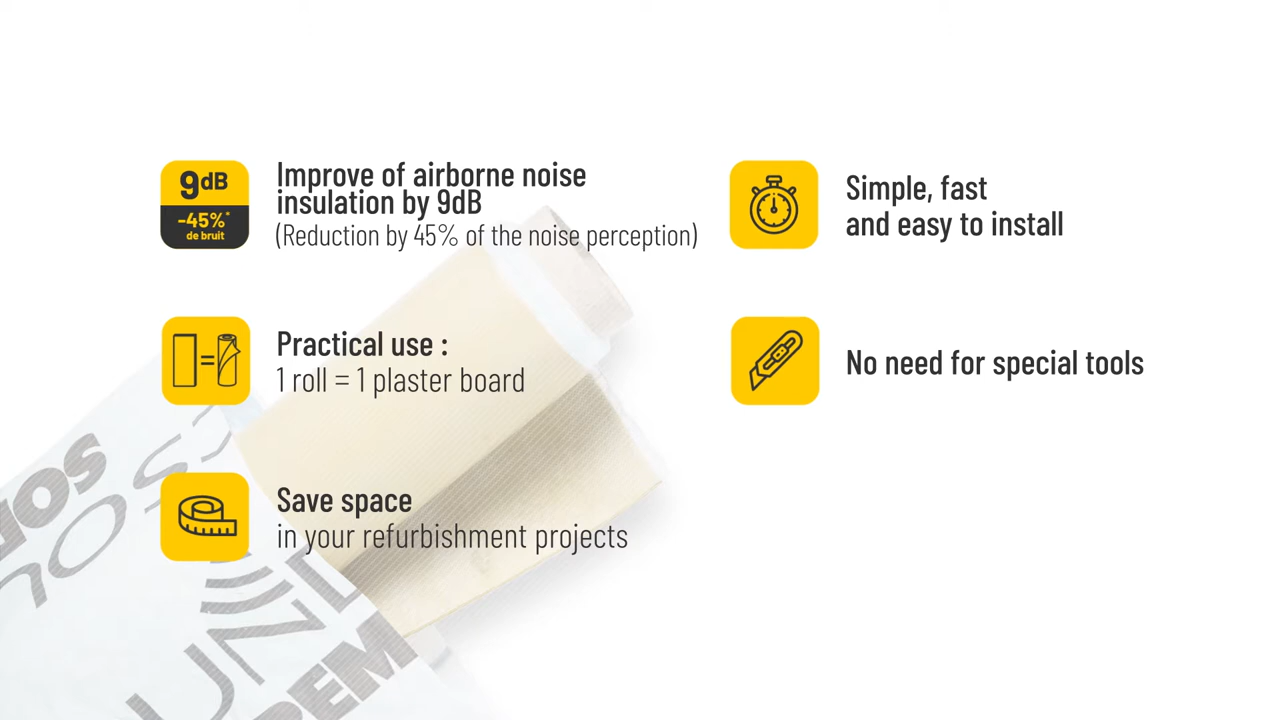 9dB
-45%*
de bruit
Improve of airborne noise
insulation by 9dB
(Reduction by 45% of the noise perception)
Simple, fast
and easy to install
=
Practical use :
1 roll = 1 plaster board
No need for special tools
Save space
in your refurbishment projects